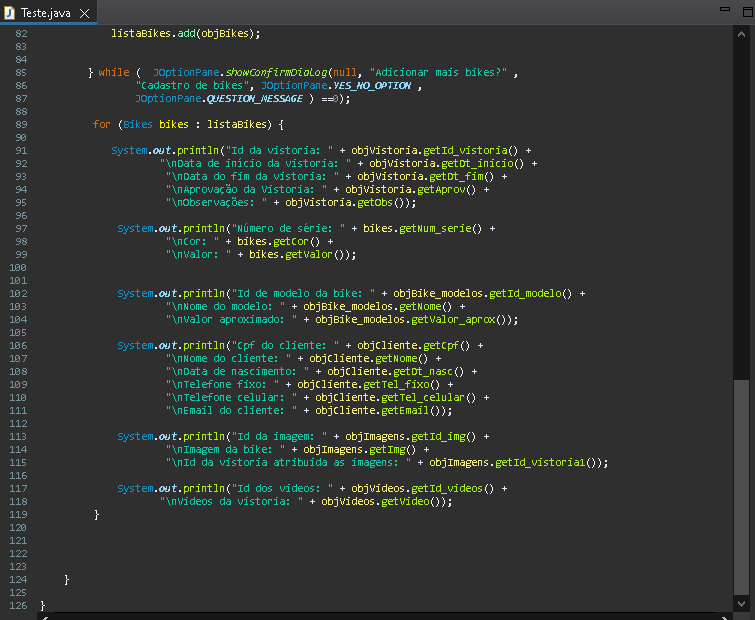 Teste.java
82 listaBikes.add(objBikes);
83
84
85 } while ( JOptionPane.showConfirmDialog(null, "Adicionar mais bikes?" ,
86 "Cadastro de bikes", JOptionPane.YES_NO_OPTION ,
87 JOptionPane.QUESTION_MESSAGE ) ==0);
88
89 for (Bikes bikes : listaBikes) {
90
91 System.out.println("Id da vistoria: " + objVistoria.getId_vistoria() +
92 "\nData de início da vistoria: " + objVistoria.getDt_inicio() +
93 "\nData do fim da vistoria: " + objVistoria.getDt_fim() +
94 "\nAprovação da Vistoria: " + objVistoria.getAprov() +
95 "\nObservações: " + objVistoria.getObs());
96
97 System.out.println("Número de série: " + bikes.getNum_serie() +
98 "\nCor: " + bikes.getCor() +
99 "\nValor: " + bikes.getValor());
100
101
102 System.out.println("Id de modelo da bike: " + objBike_modelos.getId_modelo() +
103 "\nNome do modelo: " + objBike_modelos.getNome() +
104 "\nValor aproximado: " + objBike_modelos.getValor_aprox());
105
106 System.out.println("Cpf do cliente: " + objCliente.getCpf() +
107 "\nNome do cliente: " + objCliente.getNome() +
108 "\nData de nascimento: " + objCliente.getDt_nasc() +
109 "\nTelefone fixo: " + objCliente.getTel_fixo() +
110 "\nTelefone celular: " + objCliente.getTel_celular() +
111 "\nEmail do cliente: " + objCliente.getEmail());
112
113 System.out.println("Id da imagem: " + objImagens.getId_img() +
114 "\nImagem da bike: " + objImagens.getImg() +
115 "\nId da vistoria atribuida as imagens: " + objImagens.getId_vistoria1());
116
117 System.out.println("Id dos videos: " + objVideos.getId_videos() +
118 "\nVideos da vistoria: " + objVideos.getVideo());
119 }
120
121
122
123
124 }
125
126 }